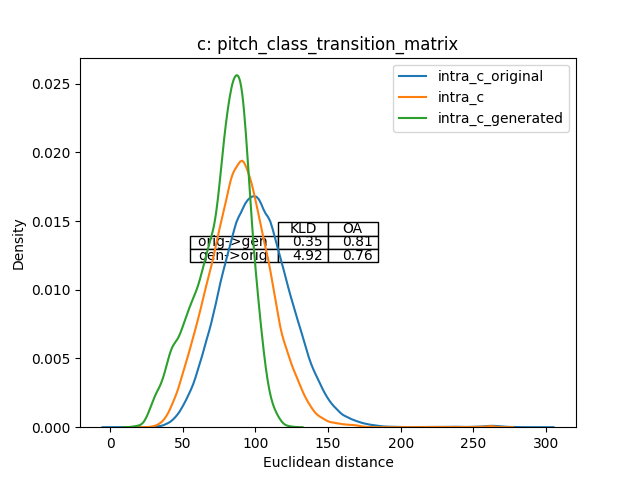 c: pitch_class_transition_matrix
intra_c_original
intra_c
intra_c_generated
KLD OA
orig->gen 0.35 0.81
gen->orig 4.92 0.76
Density
0.025
0.020
0.015
0.010
0.005
0.000
0 50 100 150 200 250 300
Euclidean distance